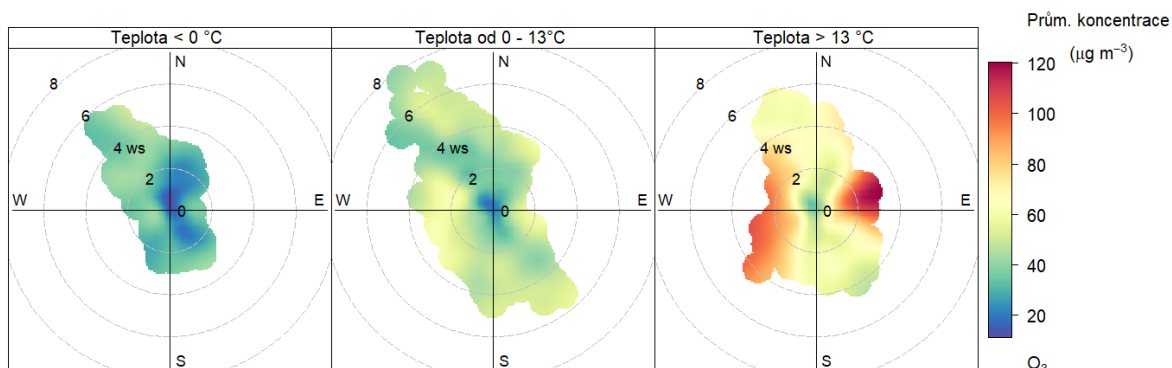 Teplota < 0 °C
N
8
6
4 ws
2
W
0
E
S
Teplota od 0 - 13°C
N
8
6
4 ws
2
W
0
E
S
Teplota > 13 °C
N
8
6
4 ws
2
W
0
E
S
Prům. koncentrace
(μg m⁻³)
120
100
80
60
40
20
O₃